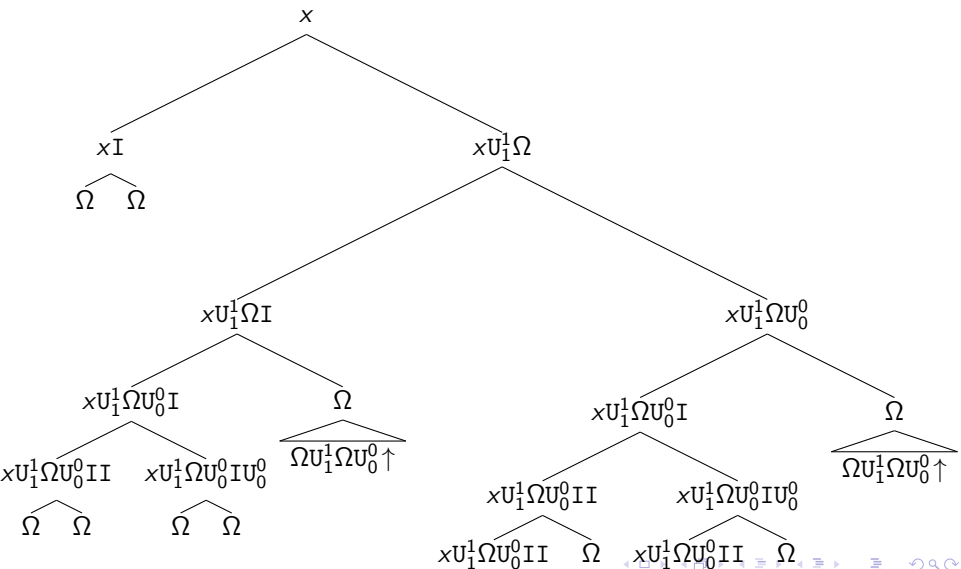 x
xI xU₁¹Ω
Ω Ω
xU₁¹ΩI xU₁¹ΩU₀⁰
xU₁¹ΩU₀⁰I Ω xU₁¹ΩU₀⁰I Ω
ΩU₁¹ΩU₀⁰↑ ΩU₁¹ΩU₀⁰↑
xU₁¹ΩU₀⁰II xU₁¹ΩU₀⁰IU₀⁰ xU₁¹ΩU₀⁰II xU₁¹ΩU₀⁰IU₀⁰
Ω Ω Ω Ω xU₁¹ΩU₀⁰II Ω xU₁¹ΩU₀⁰II Ω